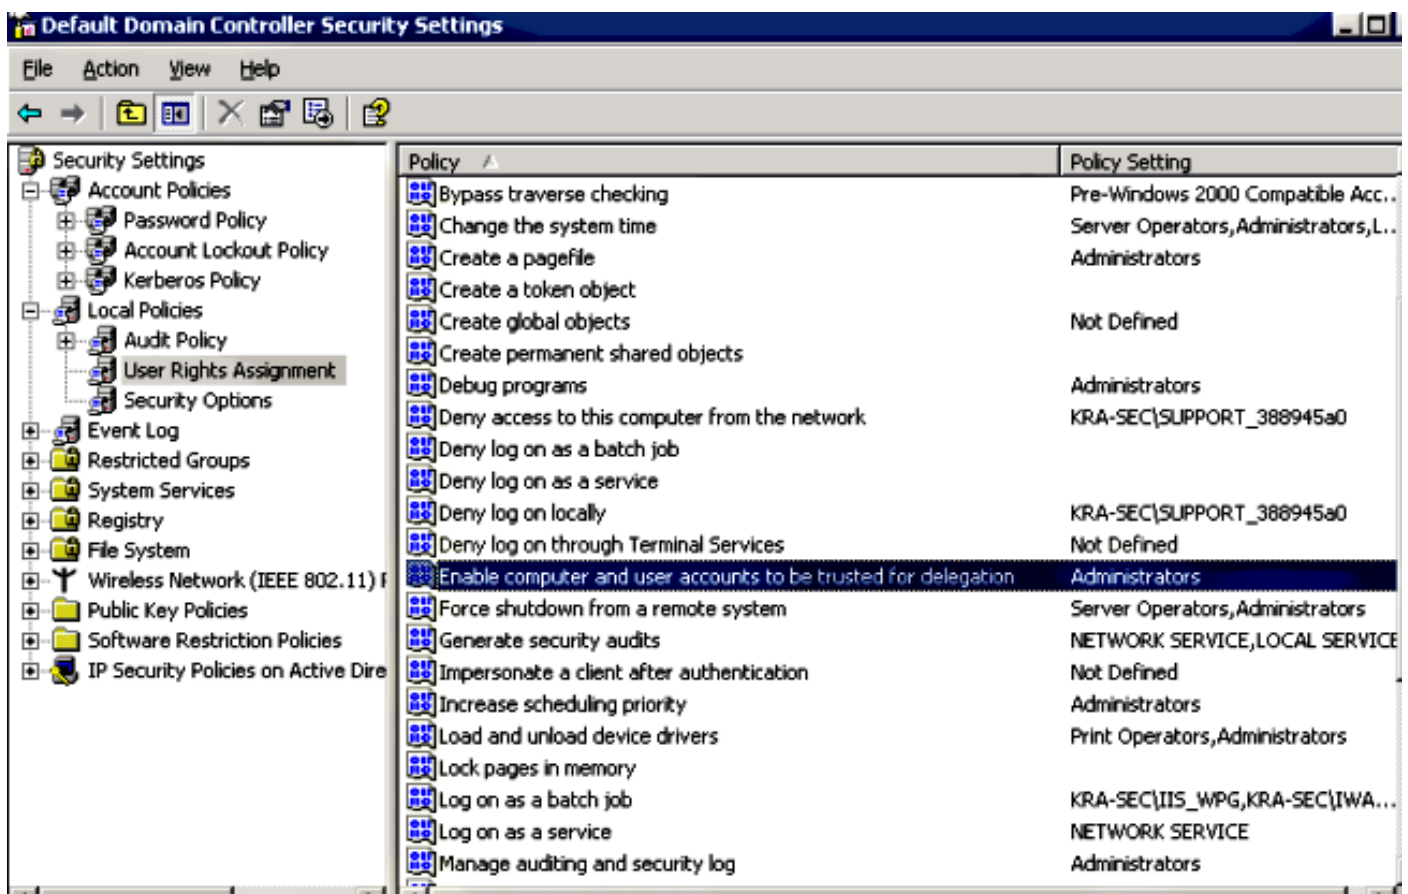 Default Domain Controller Security Settings
File Action View Help
Security Settings
Account Policies
Password Policy
Account Lockout Policy
Kerberos Policy
Local Policies
Audit Policy
User Rights Assignment
Security Options
Event Log
Restricted Groups
System Services
Registry
File System
Wireless Network (IEEE 802.11) P
Public Key Policies
Software Restriction Policies
IP Security Policies on Active Dire
Policy Policy Setting
Bypass traverse checking Pre-Windows 2000 Compatible Acc...
Change the system time Server Operators,Administrators,L...
Create a pagefile Administrators
Create a token object
Create global objects Not Defined
Create permanent shared objects
Debug programs Administrators
Deny access to this computer from the network KRA-SEC\SUPPORT_388945a0
Deny log on as a batch job
Deny log on as a service
Deny log on locally KRA-SEC\SUPPORT_388945a0
Deny log on through Terminal Services Not Defined
Enable computer and user accounts to be trusted for delegation Administrators
Force shutdown from a remote system Server Operators,Administrators
Generate security audits NETWORK SERVICE,LOCAL SERVICE
Impersonate a client after authentication Not Defined
Increase scheduling priority Administrators
Load and unload device drivers Print Operators,Administrators
Lock pages in memory
Log on as a batch job KRA-SEC\IIS_WPG,KRA-SEC\IWA...
Log on as a service NETWORK SERVICE
Manage auditing and security log Administrators